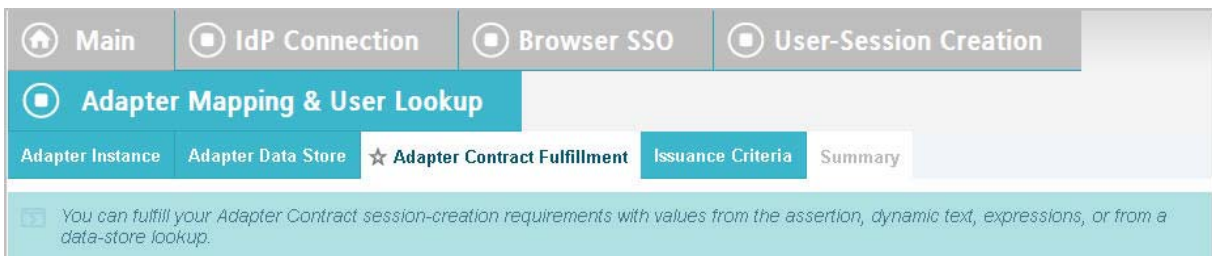 Main IdP Connection Browser SSO User-Session Creation
Adapter Mapping & User Lookup
Adapter Instance Adapter Data Store Adapter Contract Fulfillment Issuance Criteria Summary
You can fulfill your Adapter Contract session-creation requirements with values from the assertion, dynamic text, expressions, or from a
data-store lookup.